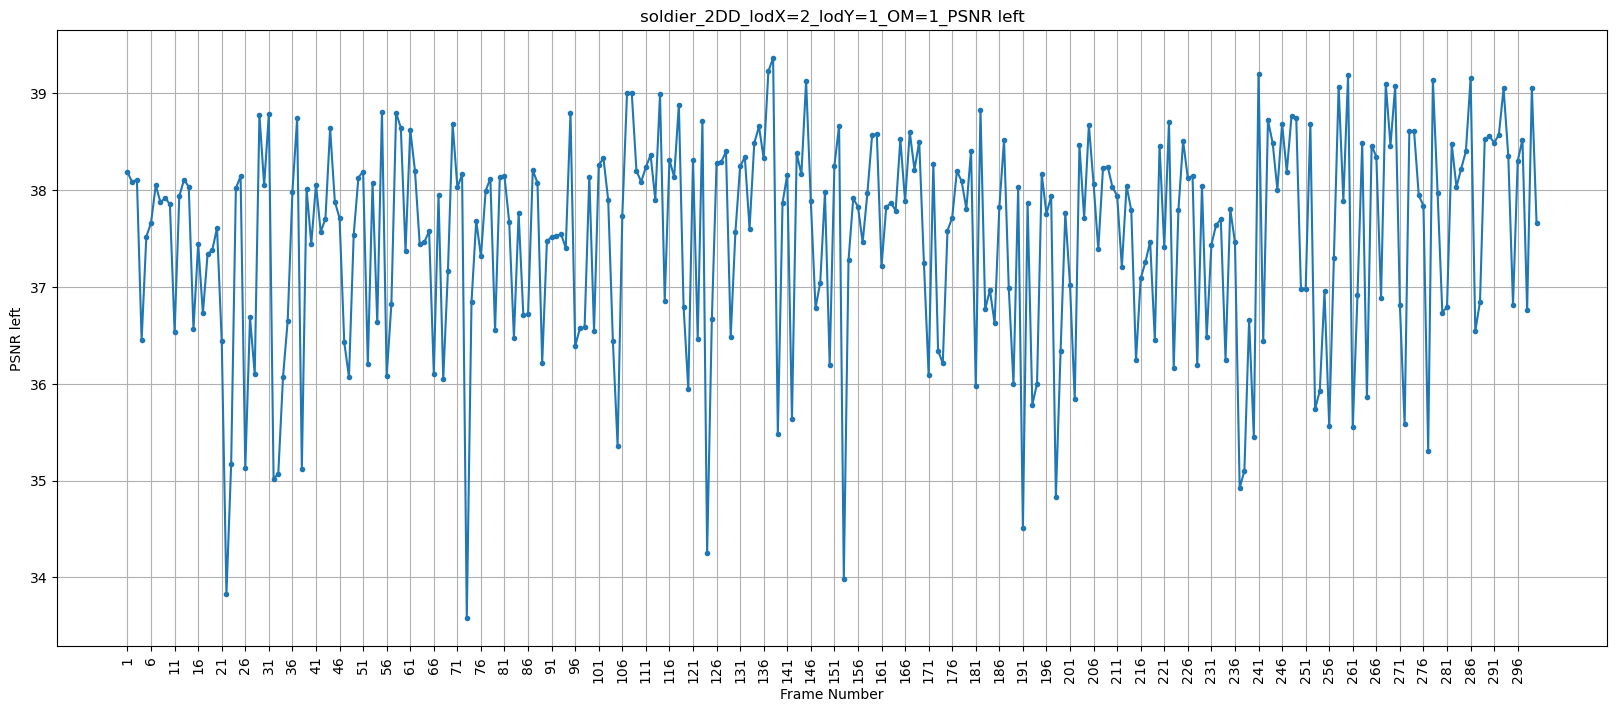 soldier_2DD_lodX=2_lodY=1_OM=1_PSNR left
PSNR left
39
38
37
36
35
34
1 6 11 16 21 26 31 36 41 46 51 56 61 66 71 76 81 86 91 96 101 106 111 116 121 126 131 136 141 146 151 156 161 166 171 176 181 186 191 196 201 206 211 216 221 226 231 236 241 246 251 256 261 266 271 276 281 286 291 296
Frame Number